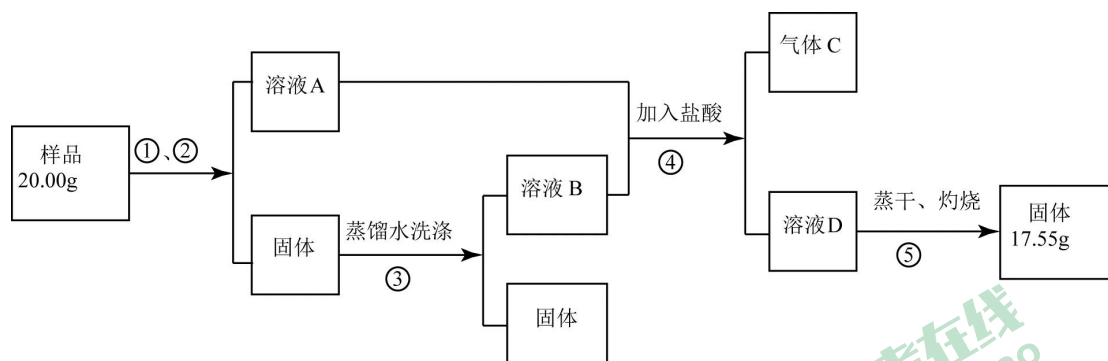 样品
20.00g
①、②
溶液A
固体
蒸馏水洗涤
③
溶液 B
固体
加入盐酸
④
气体 C
溶液D
蒸干、灼烧
⑤
固体
17.55g